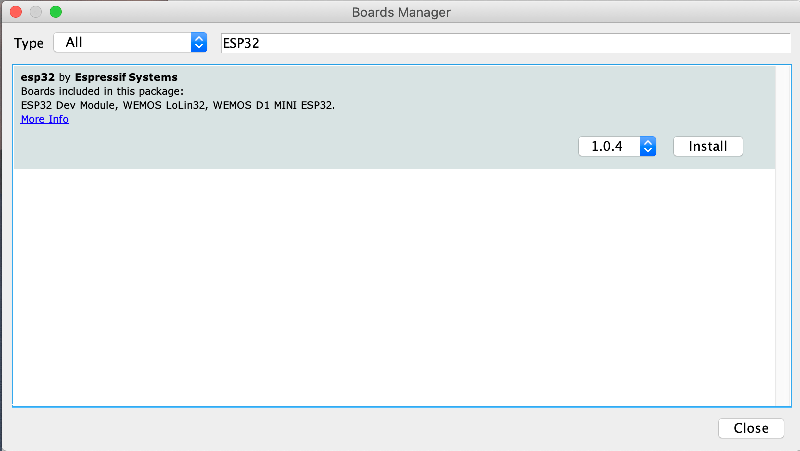 Boards Manager
Type All ESP32
esp32 by Espressif Systems
Boards included in this package:
ESP32 Dev Module, WEMOS LoLin32, WEMOS D1 MINI ESP32.
More Info
1.0.4 Install
Close